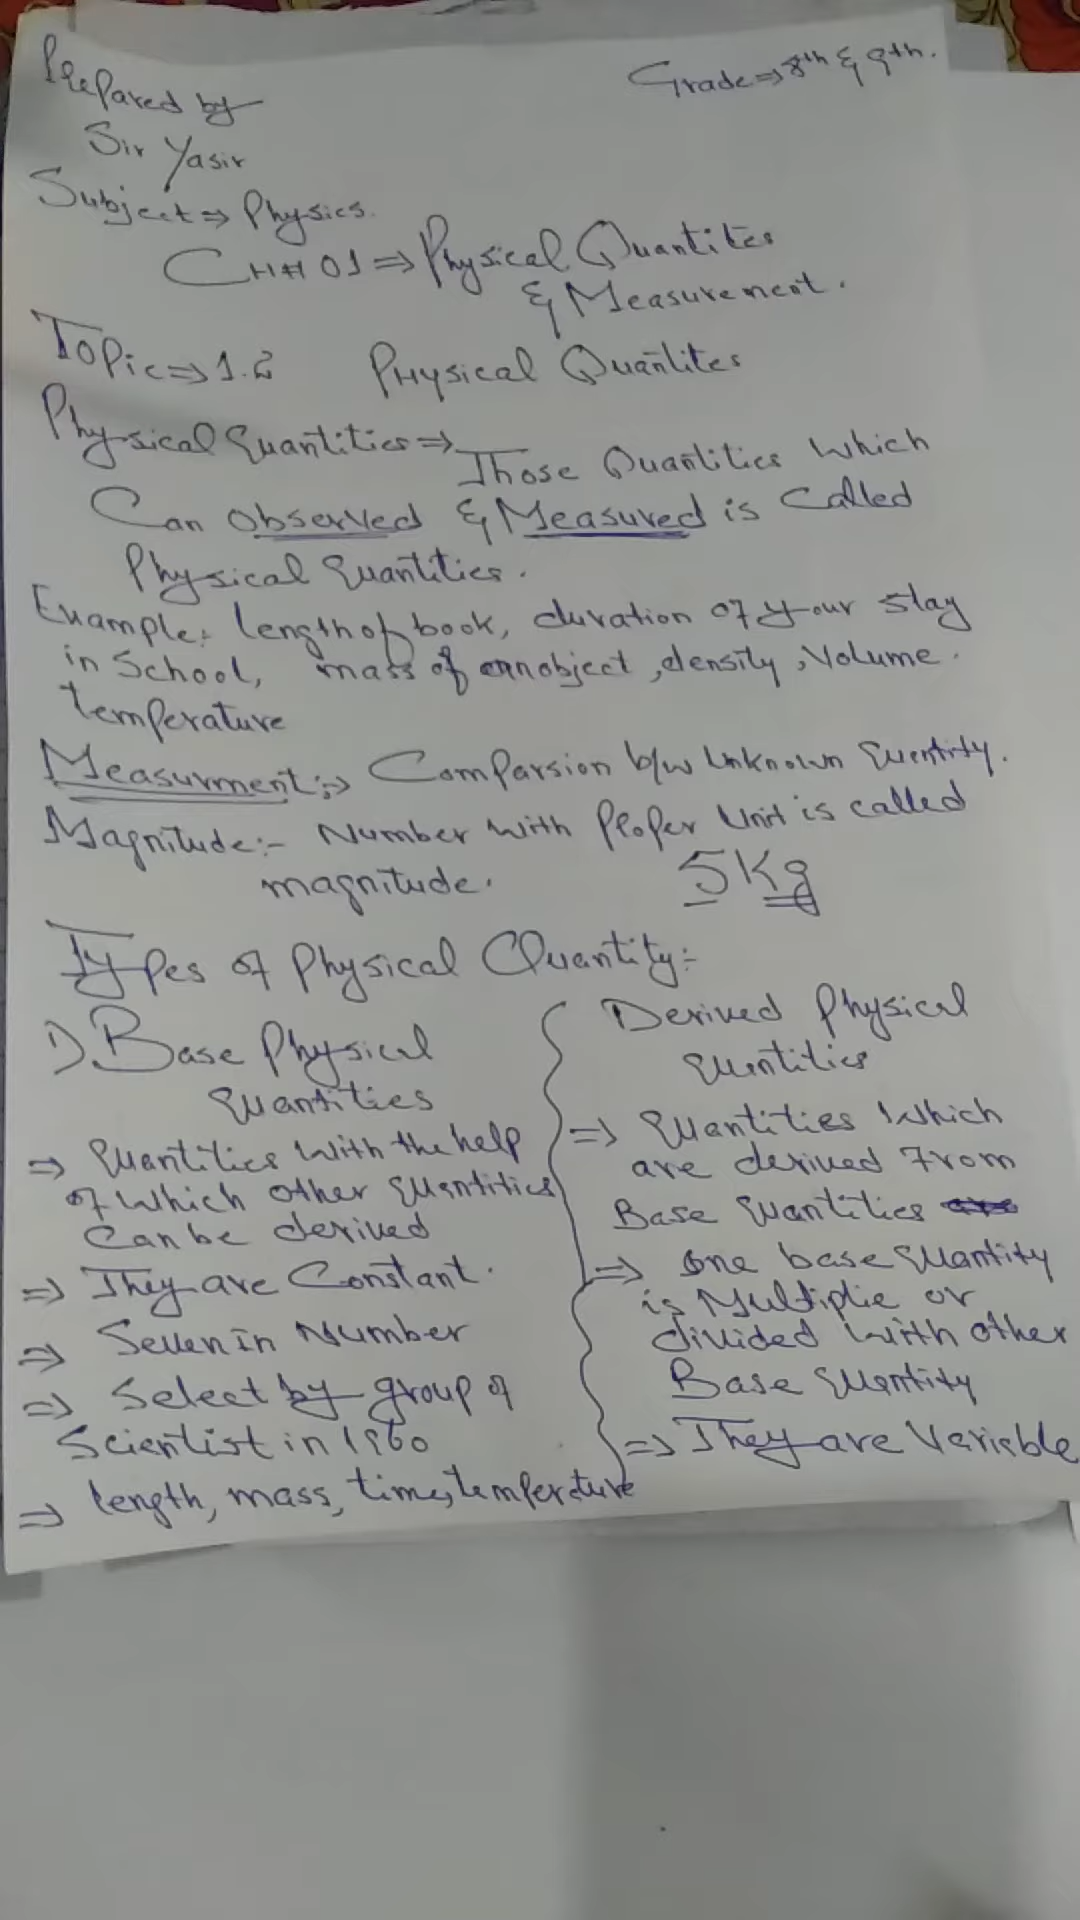 Prepared by
Grade⇒ 8th & 9th.
Sir Yasir
Subject⇒ Physics.
CH#01⇒ Physical Quantites
& Measurement.
Topic⇒1.2 PHysical Quantites
Physical Quantities⇒ Those Quantities which
Can observed & Measured is called
Physical Quantities.
Example: length of book, duration of your stay
in School, mass of an object, density, Volume.
temperature
Measurment:⇒ Comparsion b/w Unknown Quentity.
Magnitude:- Number with Proper Unit is called
magnitude. 5Kg
Types of Physical Quantity:-
1) Base Physical
Quantities
⇒ Quantities with the help
of which other quantities
Can be derived
⇒ They are Constant.
⇒ Seven in Number
⇒ Select by group of
Scientist in 1960
⇒ length, mass, time, temperature
Derived Physical
Quentities
⇒ Quantities Which
are derived from
Base Quantities
⇒ one base Quantity
is Multiplie or
divided with other
Base Quentity
⇒ They are Variable